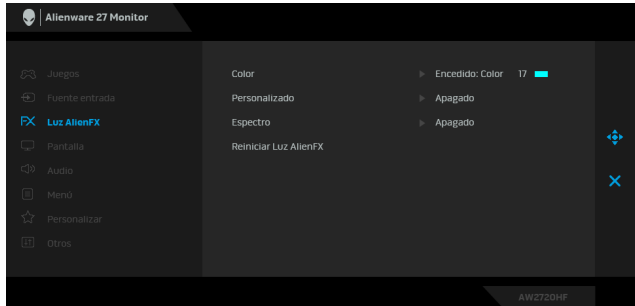 Alienware 27 Monitor
Juegos
Fuente entrada
FX Luz AlienFX
Pantalla
Audio
Menú
Personalizar
Otros
Color Encedido: Color 17
Personalizado Apagado
Espectro Apagado
Reiniciar Luz AlienFX
AW2720HF